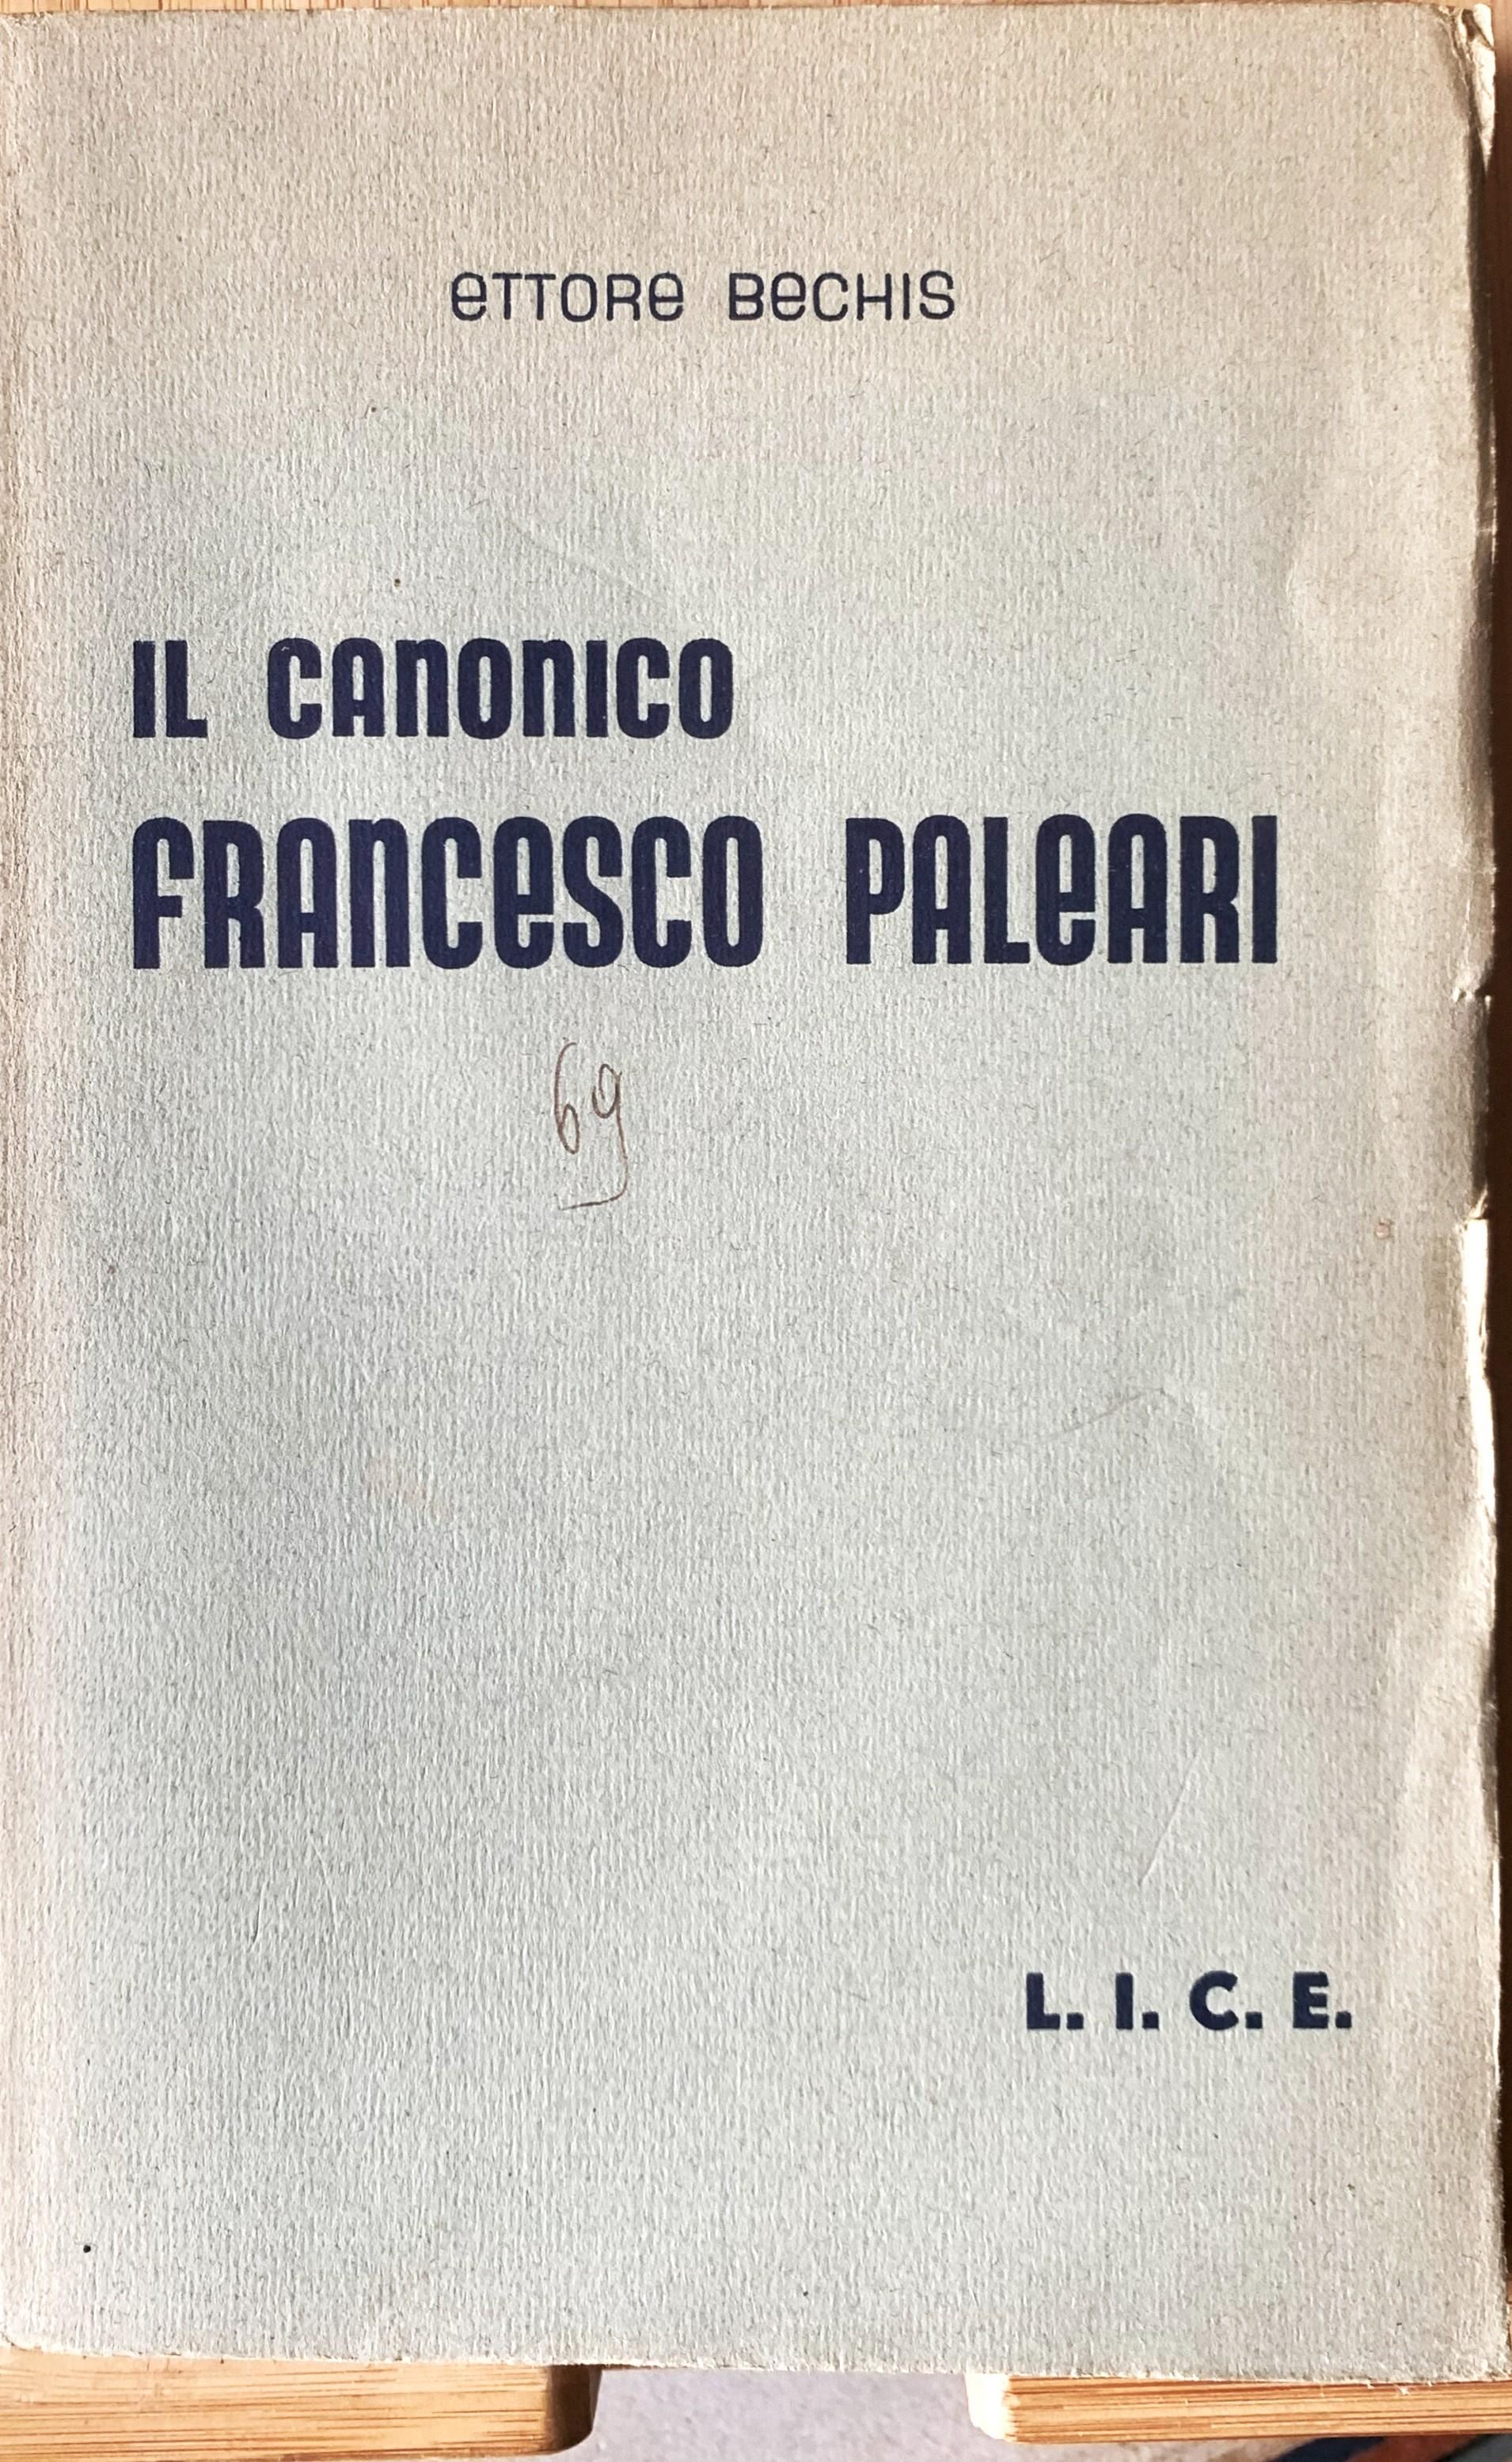 ETTORE BECHIS
IL CANONICO
FRANCESCO PALEARI
69
L. I. C. E.